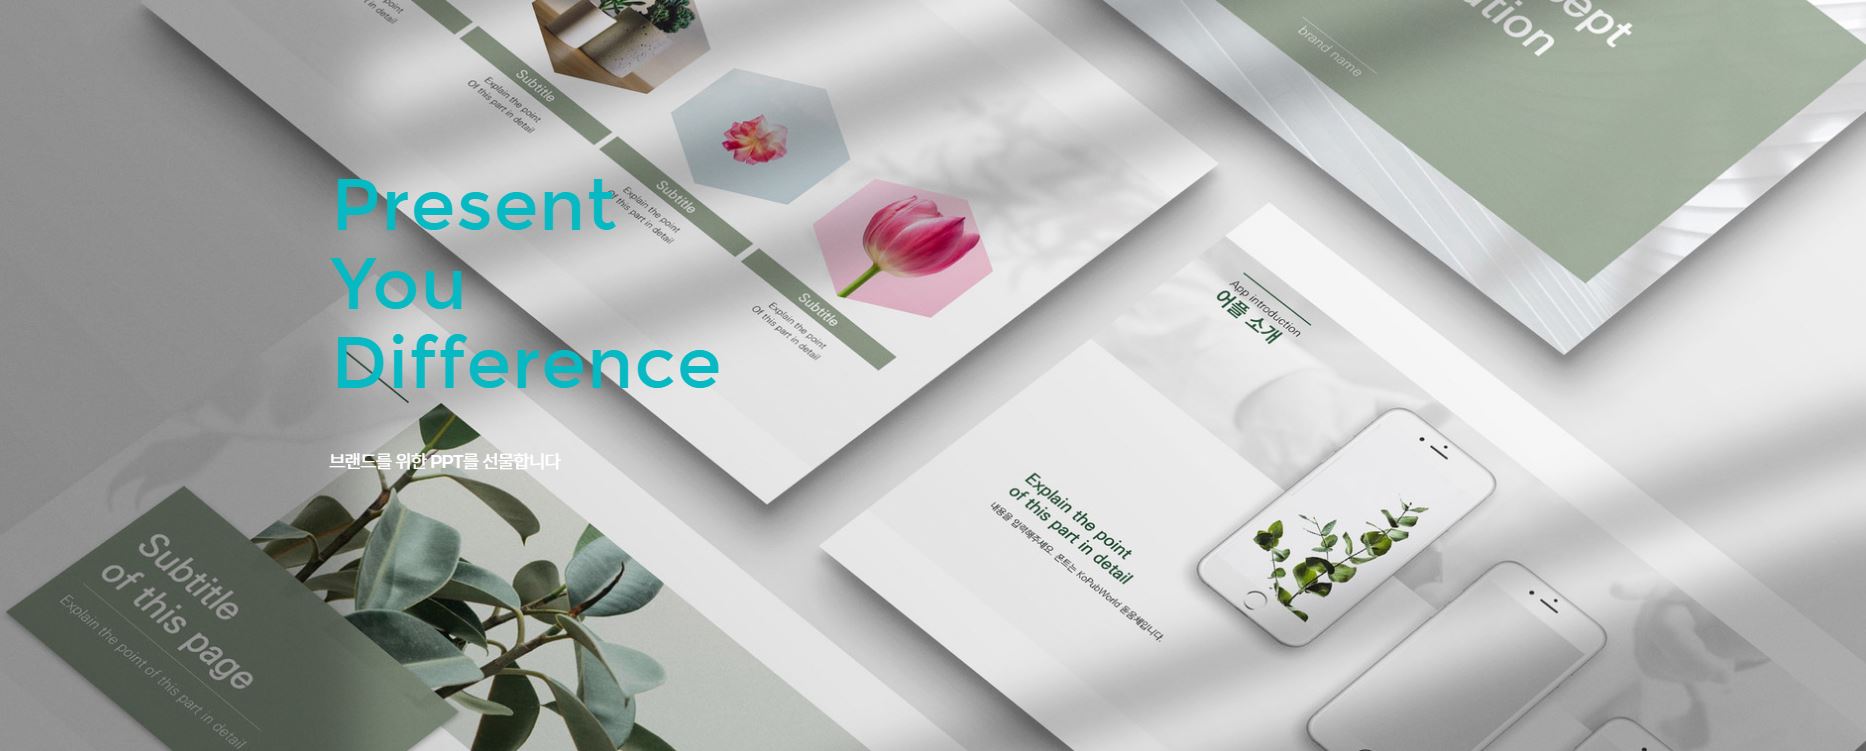 Present
You
Difference
브랜드를 위한 PPT를 선물합니다
point
in detail
Subtitle
Explain the point
Of this part in detail
Subtitle
Explain the point
Of this part in detail
Subtitle
Explain the point
Of this part in detail
brand name
App introduction
어플 소개
Explain the point
of this part in detail
내용을 입력해주세요. 폰트는 KoPubWorld 돋움체입니다.
Subtitle
of this page
Explain the point of this part in detail